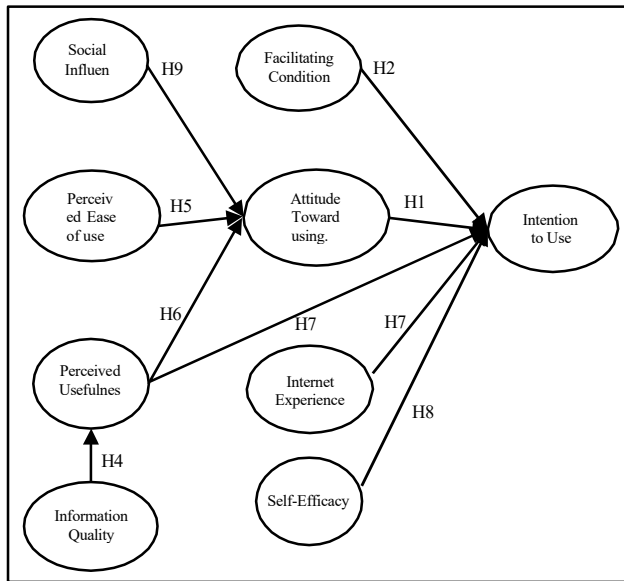 Social
Influen
H9
Facilitating
Condition
H2
Perceiv
ed Ease
of use
H5
Attitude
Toward
using.
H1
Intention
to Use
H6
H7
H7
Perceived
Usefulnes
Internet
Experience
H8
H4
Information
Quality
Self-Efficacy